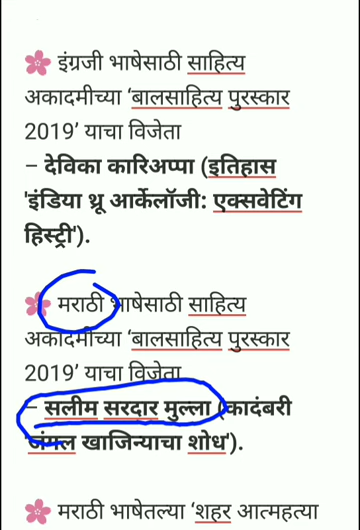 इंग्रजी भाषेसाठी साहित्य
अकादमीच्या ‘बालसाहित्य पुरस्कार
2019’ याचा विजेता
– देविका कारिअप्पा (इतिहास
'इंडिया थ्रू आर्केलॉजी: एक्सवेटिंग
हिस्ट्री').
मराठी भाषेसाठी साहित्य
अकादमीच्या ‘बालसाहित्य पुरस्कार
2019’ याचा विजेता
– सलीम सरदार मुल्ला (कादंबरी
'जंगल खजिन्याचा शोध').
मराठी भाषेतल्या ‘शहर आत्महत्या